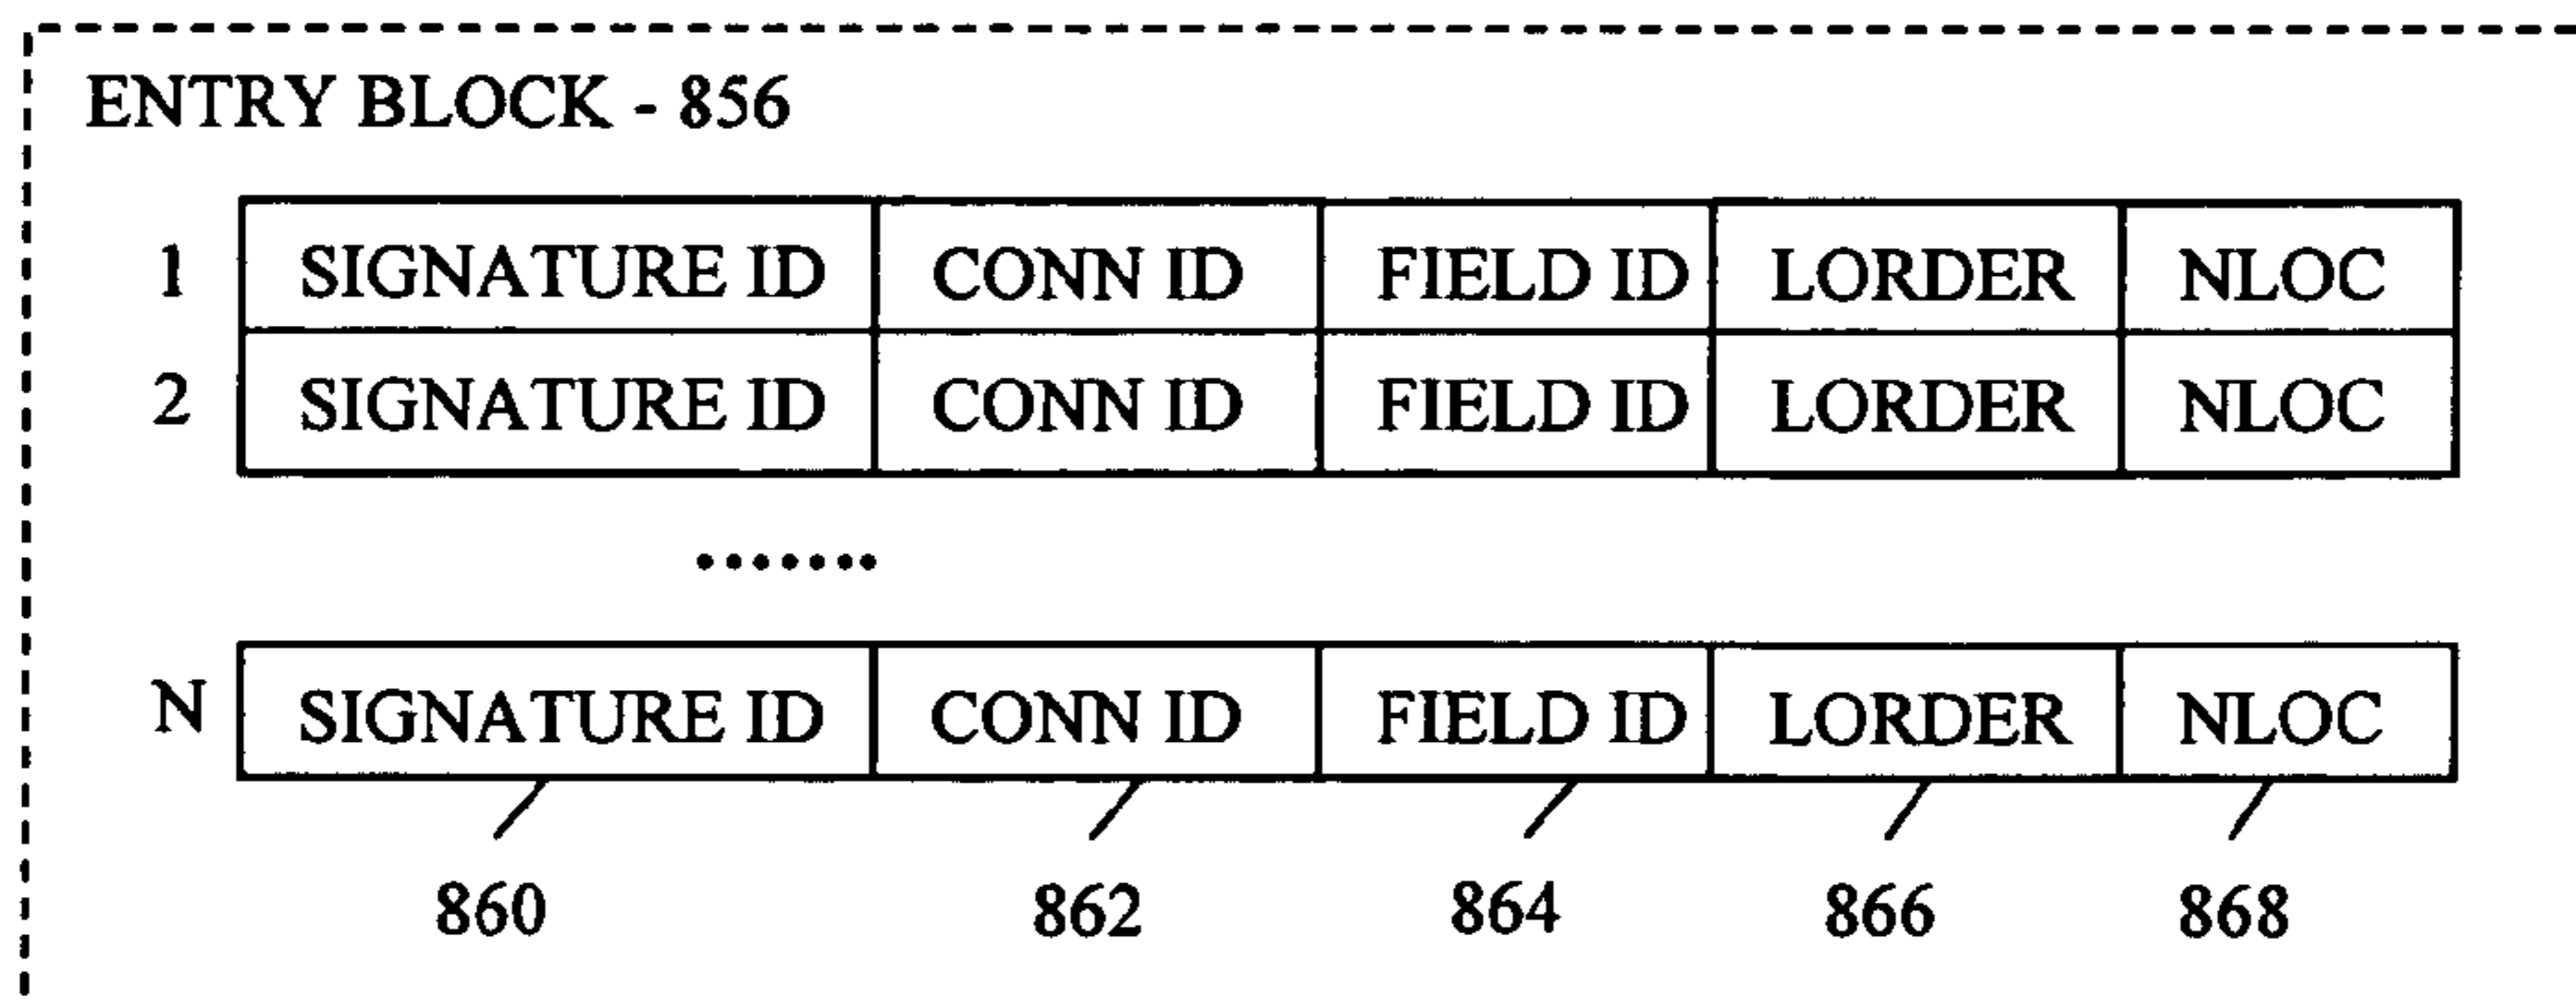 ENTRY BLOCK - 856
1 SIGNATURE ID CONN ID FIELD ID LORDER NLOC
2 SIGNATURE ID CONN ID FIELD ID LORDER NLOC
.......
N SIGNATURE ID CONN ID FIELD ID LORDER NLOC
860 862 864 866 868